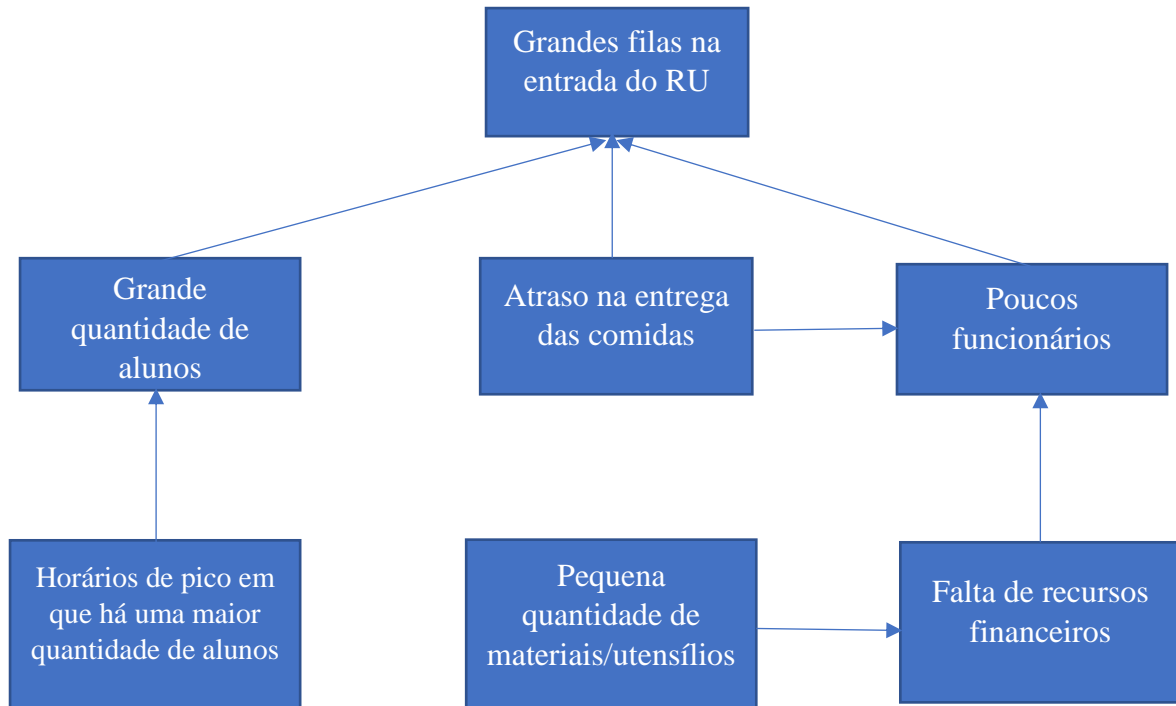 Grandes filas na
entrada do RU
Grande
quantidade de
alunos
Atraso na entrega
das comidas
Poucos
funcionários
Horários de pico em
que há uma maior
quantidade de alunos
Pequena
quantidade de
materiais/utensílios
Falta de recursos
financeiros